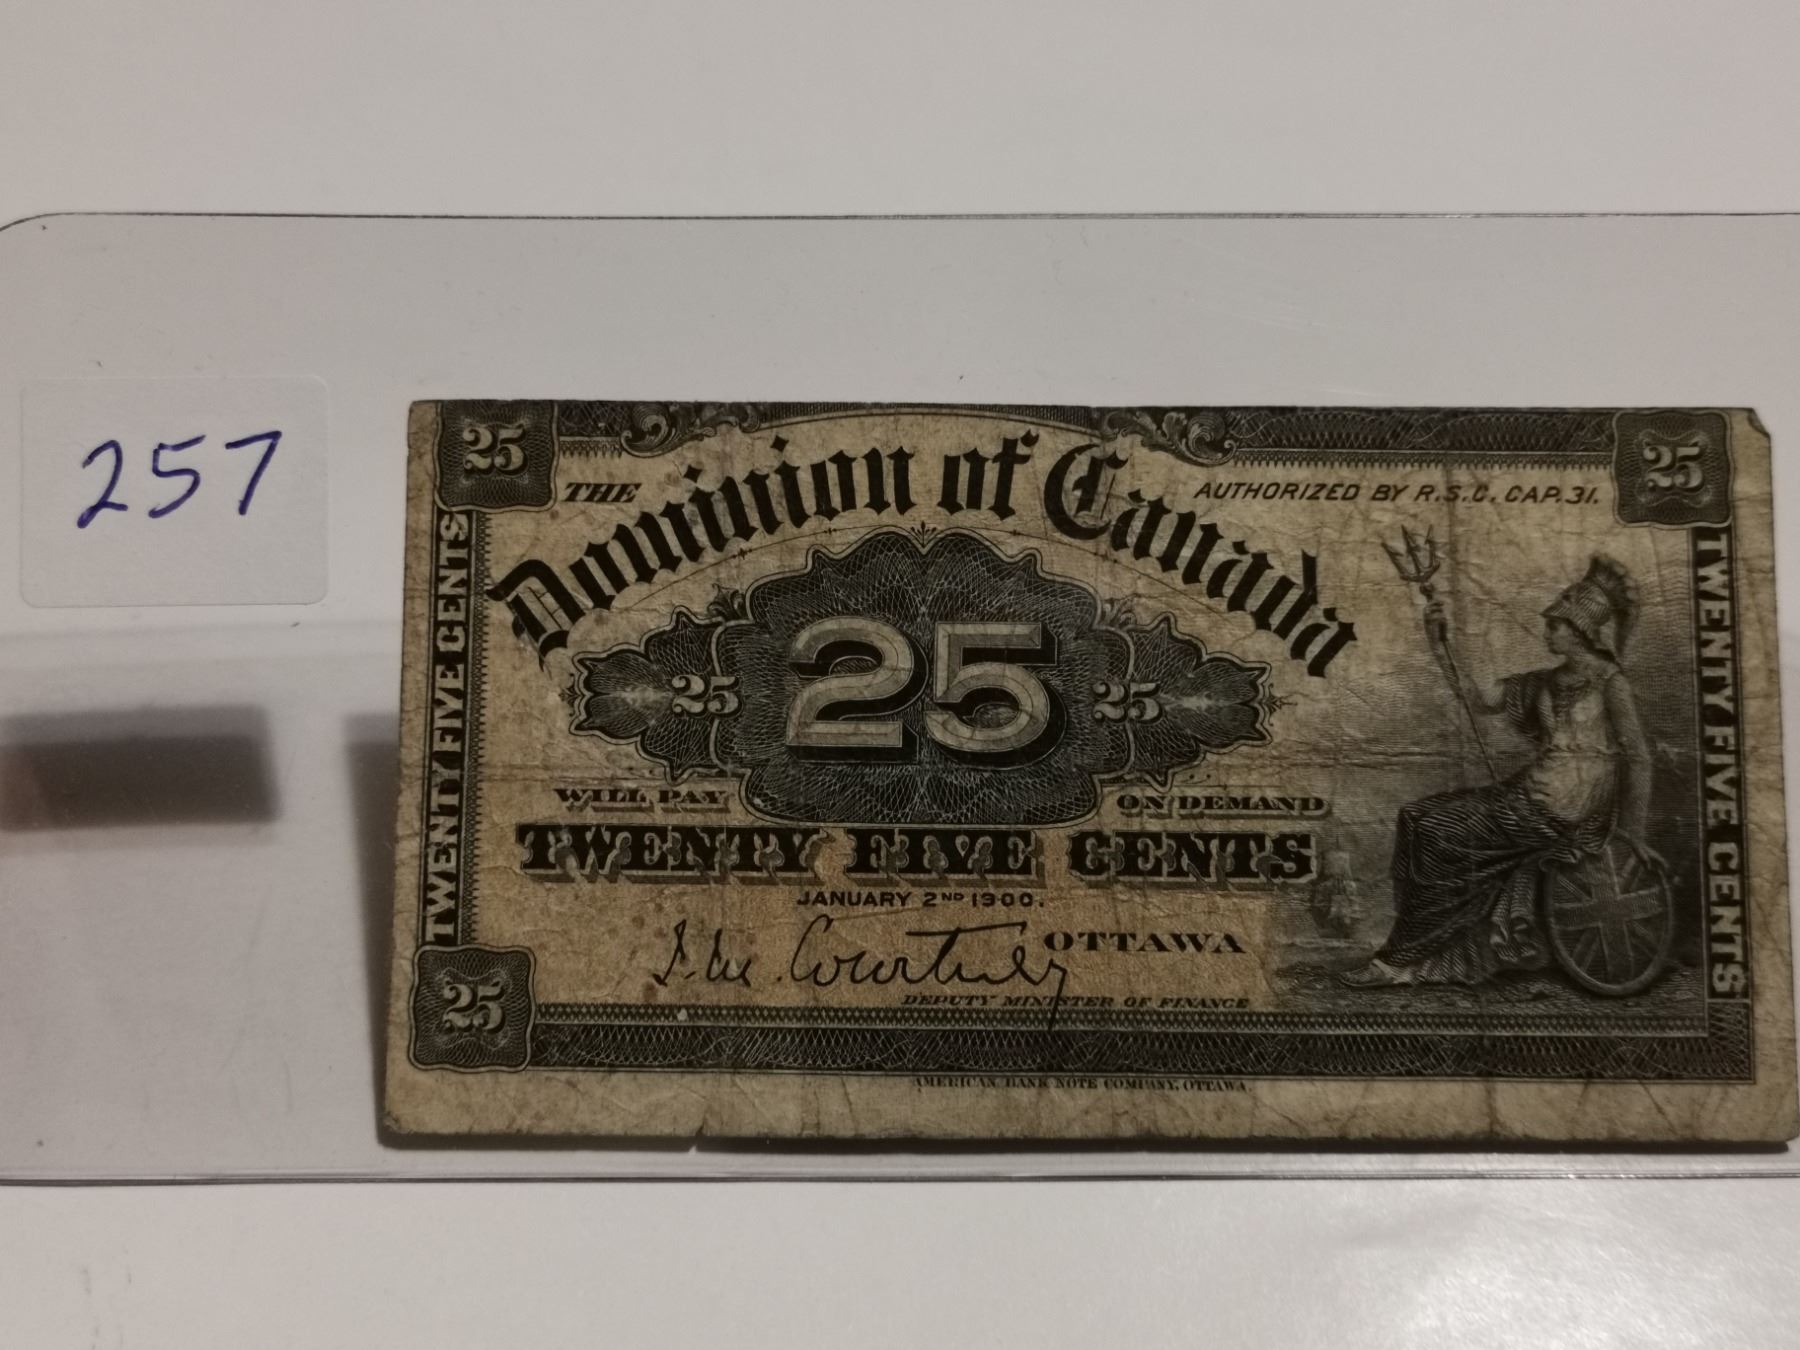 257
25
25
THE
Dominion of Canada
AUTHORIZED BY R.S.C. CAP.31.
TWENTY FIVE CENTS
25
25
25
TWENTY FIVE CENTS
WILL PAY
ON DEMAND
TWENTY FIVE CENTS
JANUARY 2ND 1900.
J. M. Courtney
OTTAWA
DEPUTY MINISTER OF FINANCE
25
AMERICAN BANK NOTE COMPANY, OTTAWA.